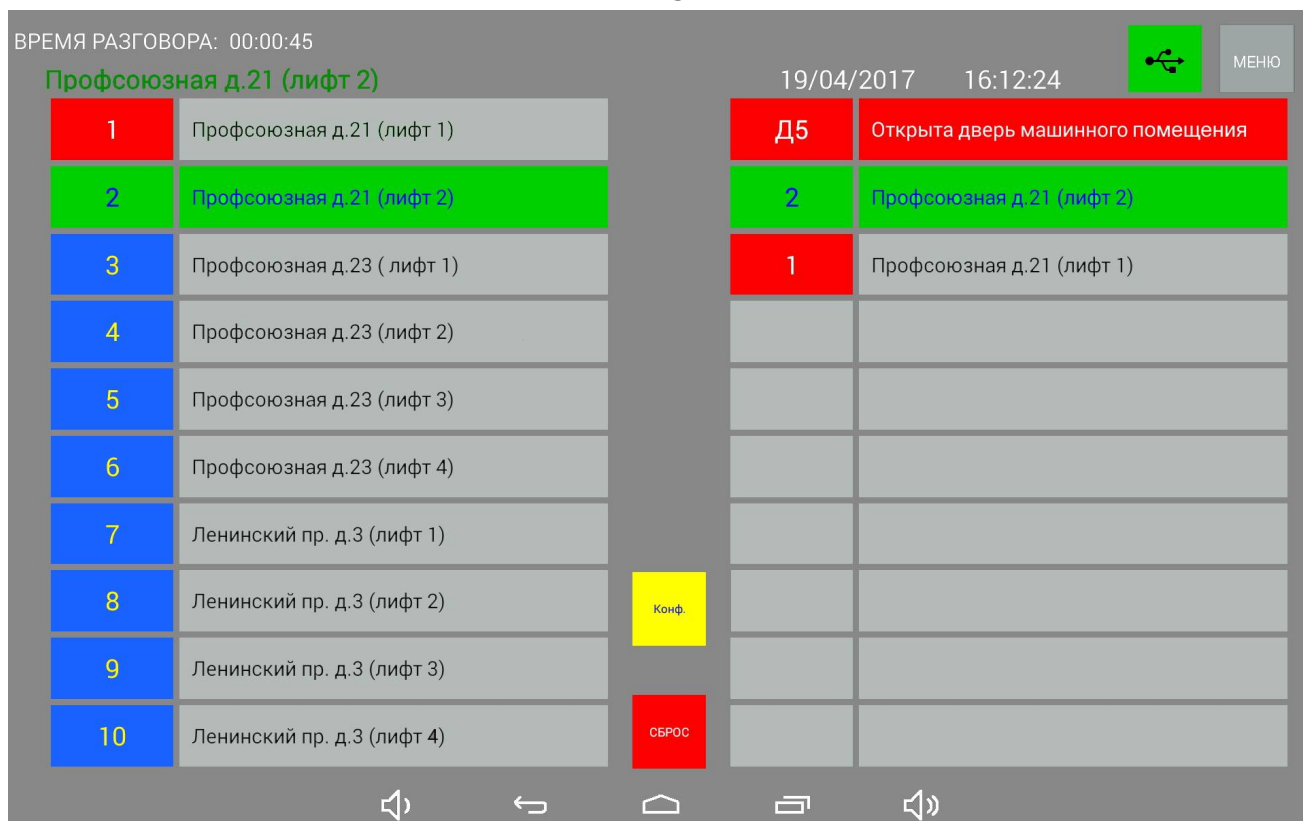 ВРЕМЯ РАЗГОВОРА: 00:00:45
Профсоюзная д.21 (лифт 2)
19/04/2017 16:12:24
МЕНЮ
1 Профсоюзная д.21 (лифт 1)
2 Профсоюзная д.21 (лифт 2)
3 Профсоюзная д.23 ( лифт 1)
4 Профсоюзная д.23 (лифт 2)
5 Профсоюзная д.23 (лифт 3)
6 Профсоюзная д.23 (лифт 4)
7 Ленинский пр. д.3 (лифт 1)
8 Ленинский пр. д.3 (лифт 2)
9 Ленинский пр. д.3 (лифт 3)
10 Ленинский пр. д.3 (лифт 4)
Конф.
СБРОС
Д5 Открыта дверь машинного помещения
2 Профсоюзная д.21 (лифт 2)
1 Профсоюзная д.21 (лифт 1)